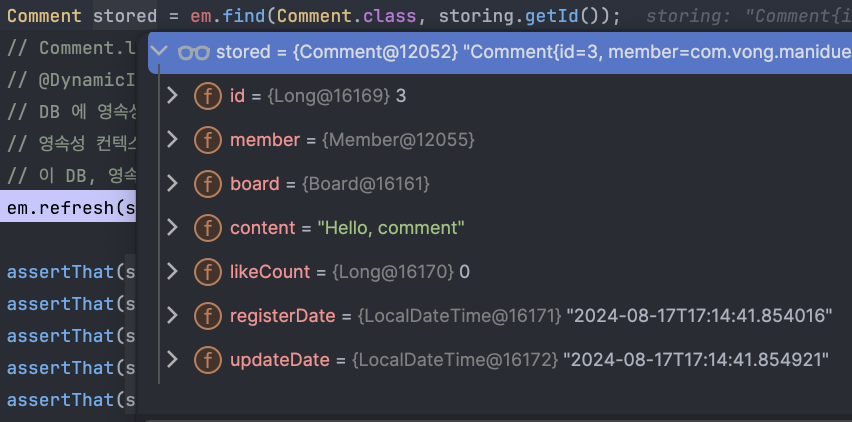 Comment stored = em.find(Comment.class, storing.getId()); storing: "Comment{i
// Comment.l
stored = {Comment@12052} "Comment{id=3, member=com.vong.manidue
// @DynamicI
f id = {Long@16169} 3
// DB 에 영속성
f member = {Member@12055}
// 영속성 컨텍스
f board = {Board@16161}
// 이 DB, 영속
em.refresh(s
f content = "Hello, comment"
assertThat(s
f likeCount = {Long@16170} 0
assertThat(s
f registerDate = {LocalDateTime@16171} "2024-08-17T17:14:41.854016"
assertThat(s
f updateDate = {LocalDateTime@16172} "2024-08-17T17:14:41.854921"
assertThat(s
assertThat(s